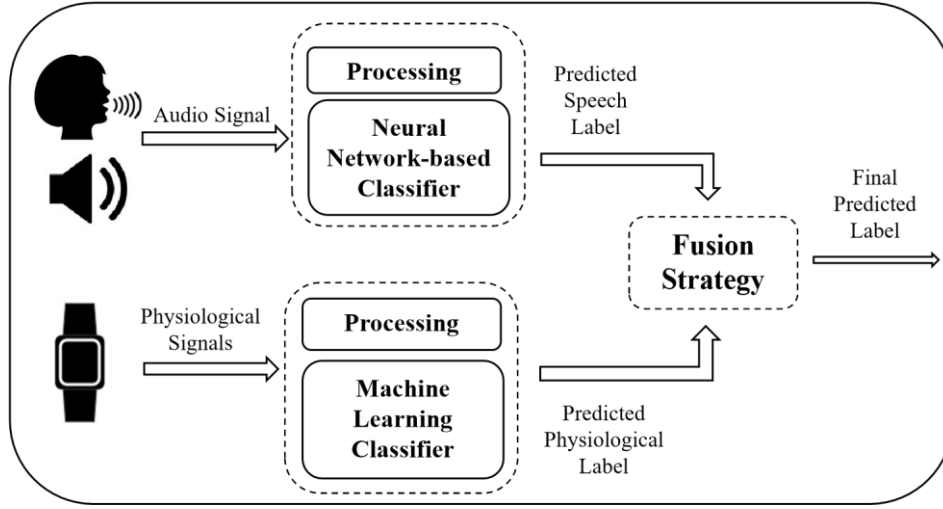 Audio Signal
Processing
Neural
Network-based
Classifier
Predicted
Speech
Label
Physiological
Signals
Processing
Machine
Learning
Classifier
Predicted
Physiological
Label
Fusion
Strategy
Final
Predicted
Label